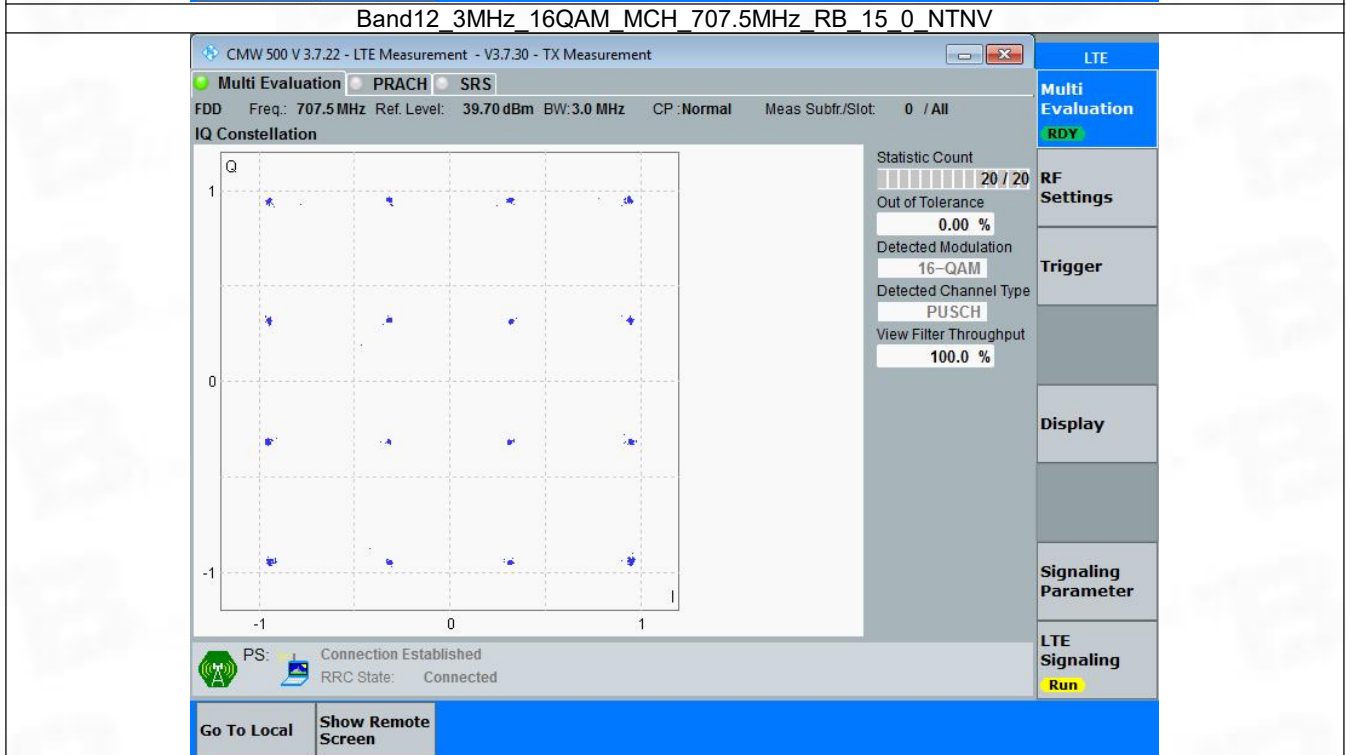 Band12_3MHz_16QAM_MCH_707.5MHz_RB_15_0_NTNV
CMW 500 V 3.7.22 - LTE Measurement - V3.7.30 - TX Measurement
LTE
Multi Evaluation PRACH SRS
Multi
Evaluation
RDY
FDD Freq.: 707.5 MHz Ref. Level: 39.70 dBm BW: 3.0 MHz CP : Normal Meas Subfr./Slot: 0 / All
IQ Constellation
Q
1
0
-1
I
-1 0 1
Statistic Count
20 / 20
Out of Tolerance
0.00 %
Detected Modulation
16-QAM
Detected Channel Type
PUSCH
View Filter Throughput
100.0 %
RF
Settings
Trigger
Display
Signaling
Parameter
LTE
Signaling
Run
PS: Connection Established
RRC State: Connected
Go To Local
Show Remote
Screen